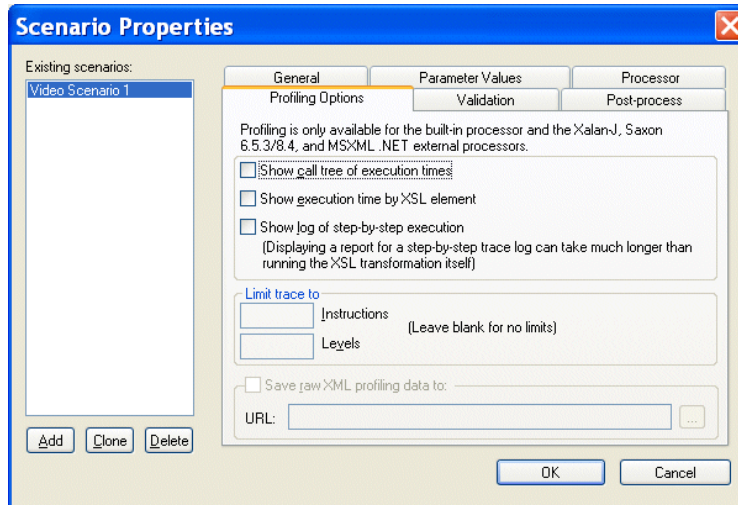 Scenario Properties
Existing scenarios:
Video Scenario 1
General
Parameter Values
Processor
Profiling Options
Validation
Post-process
Profiling is only available for the built-in processor and the Xalan-J, Saxon
6.5.3/8.4, and MSXML .NET external processors.
Show call tree of execution times
Show execution time by XSL element
Show log of step-by-step execution
(Displaying a report for a step-by-step trace log can take much longer than
running the XSL transformation itself)
Limit trace to
Instructions
(Leave blank for no limits)
Levels
Save raw XML profiling data to:
URL:
...
Add
Clone
Delete
OK
Cancel